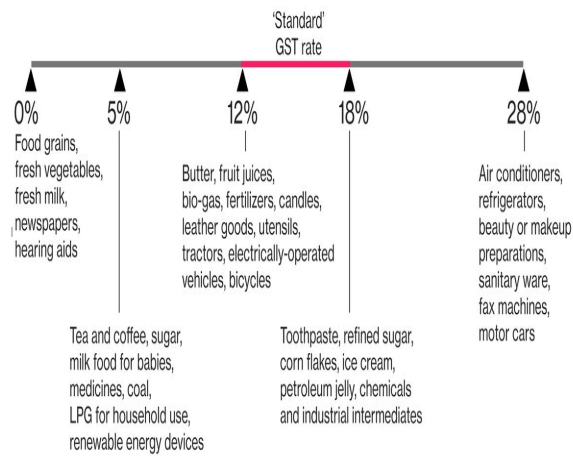 ‘Standard’
GST rate
0%
5%
12%
18%
28%
Food grains,
fresh vegetables,
fresh milk,
newspapers,
hearing aids
Butter, fruit juices,
bio-gas, fertilizers, candles,
leather goods, utensils,
tractors, electrically-operated
vehicles, bicycles
Air conditioners,
refrigerators,
beauty or makeup
preparations,
sanitary ware,
fax machines,
motor cars
Tea and coffee, sugar,
milk food for babies,
medicines, coal,
LPG for household use,
renewable energy devices
Toothpaste, refined sugar,
corn flakes, ice cream,
petroleum jelly, chemicals
and industrial intermediates